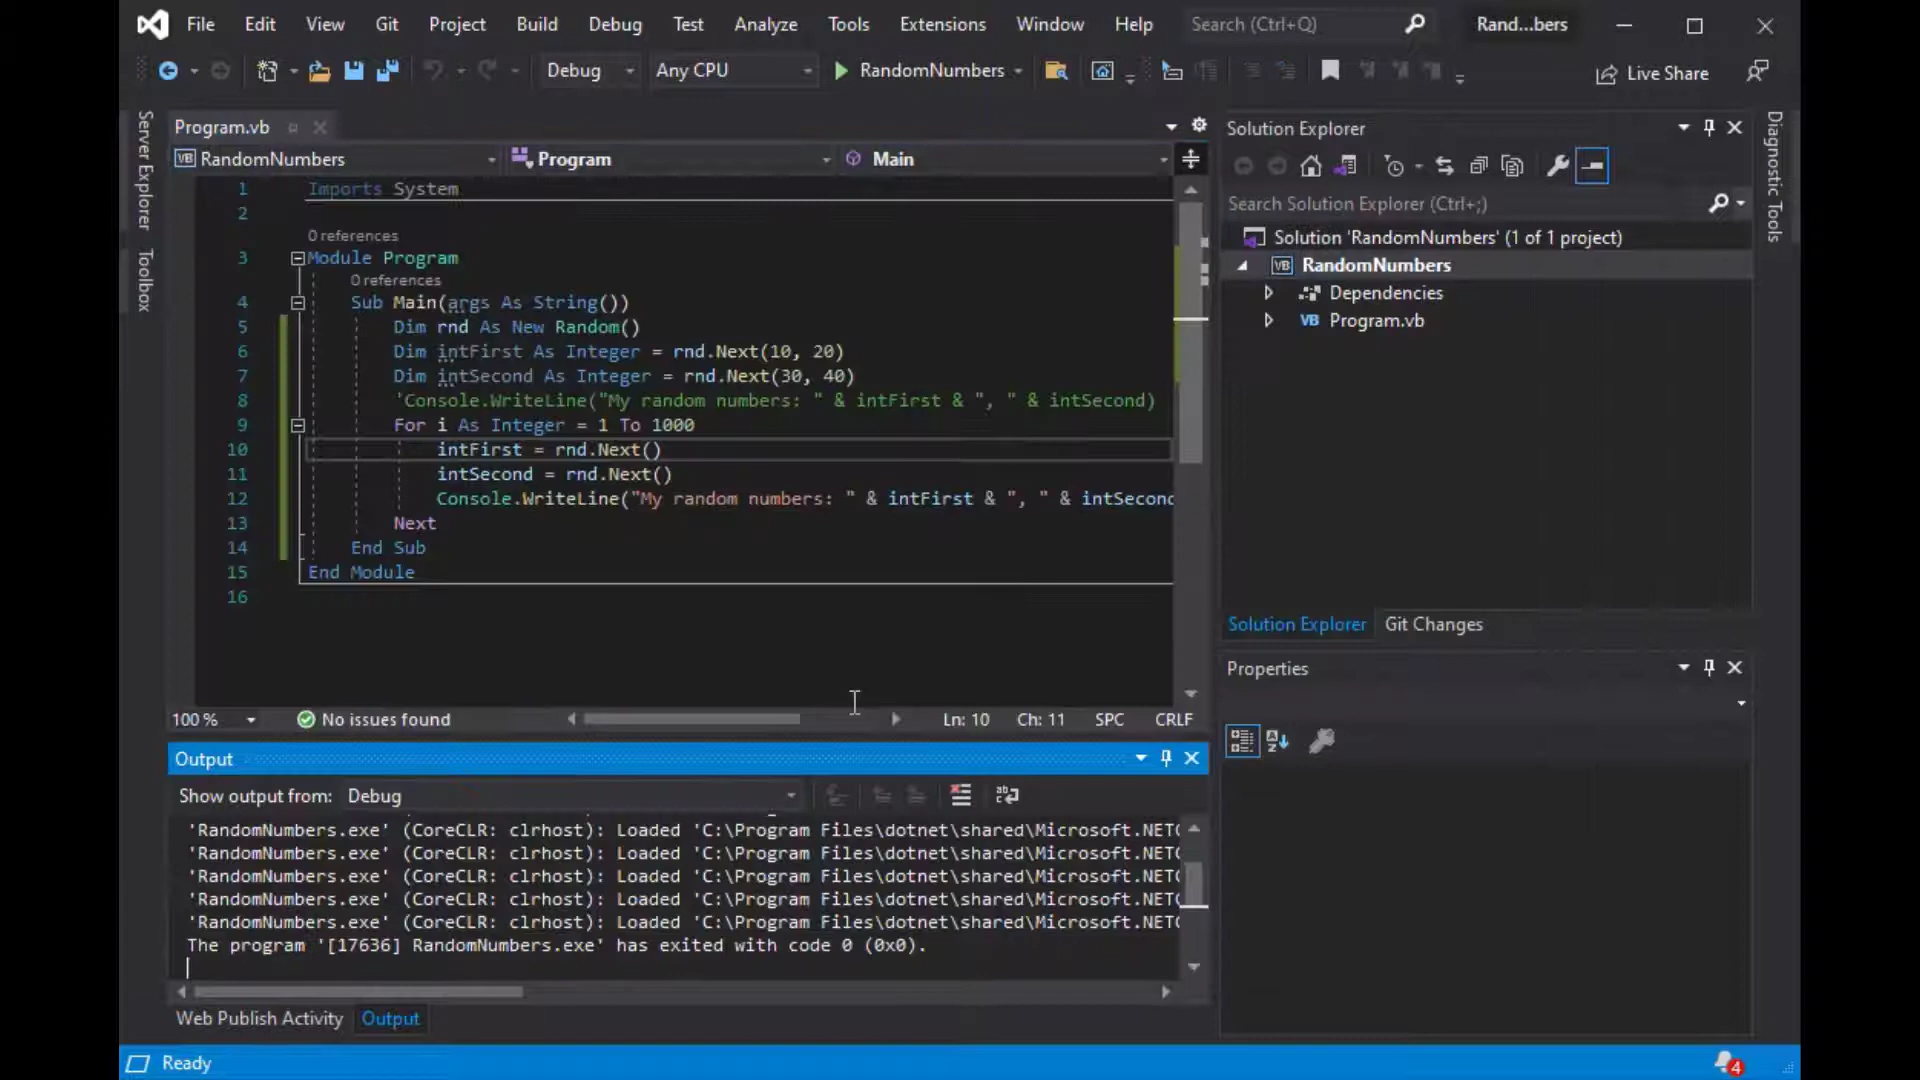 File Edit View Git Project Build Debug Test Analyze Tools Extensions Window Help Search (Ctrl+Q) Rand...bers
Debug Any CPU RandomNumbers Live Share
Server Explorer
Toolbox
Program.vb
RandomNumbers Program Main
1 Imports System
2
0 references
3 Module Program
0 references
4 Sub Main(args As String())
5 Dim rnd As New Random()
6 Dim intFirst As Integer = rnd.Next(10, 20)
7 Dim intSecond As Integer = rnd.Next(30, 40)
8 'Console.WriteLine("My random numbers: " & intFirst & ", " & intSecond)
9 For i As Integer = 1 To 1000
10 intFirst = rnd.Next()
11 intSecond = rnd.Next()
12 Console.WriteLine("My random numbers: " & intFirst & ", " & intSecond
13 Next
14 End Sub
15 End Module
16
100 % No issues found Ln: 10 Ch: 11 SPC CRLF
Output
Show output from: Debug
'RandomNumbers.exe' (CoreCLR: clrhost): Loaded 'C:\Program Files\dotnet\shared\Microsoft.NETC
'RandomNumbers.exe' (CoreCLR: clrhost): Loaded 'C:\Program Files\dotnet\shared\Microsoft.NETC
'RandomNumbers.exe' (CoreCLR: clrhost): Loaded 'C:\Program Files\dotnet\shared\Microsoft.NETC
'RandomNumbers.exe' (CoreCLR: clrhost): Loaded 'C:\Program Files\dotnet\shared\Microsoft.NETC
'RandomNumbers.exe' (CoreCLR: clrhost): Loaded 'C:\Program Files\dotnet\shared\Microsoft.NETC
The program '[17636] RandomNumbers.exe' has exited with code 0 (0x0).
Web Publish Activity Output
Solution Explorer
Search Solution Explorer (Ctrl+;)
Solution 'RandomNumbers' (1 of 1 project)
VB RandomNumbers
Dependencies
VB Program.vb
Solution Explorer Git Changes
Properties
Diagnostic Tools
Ready 4